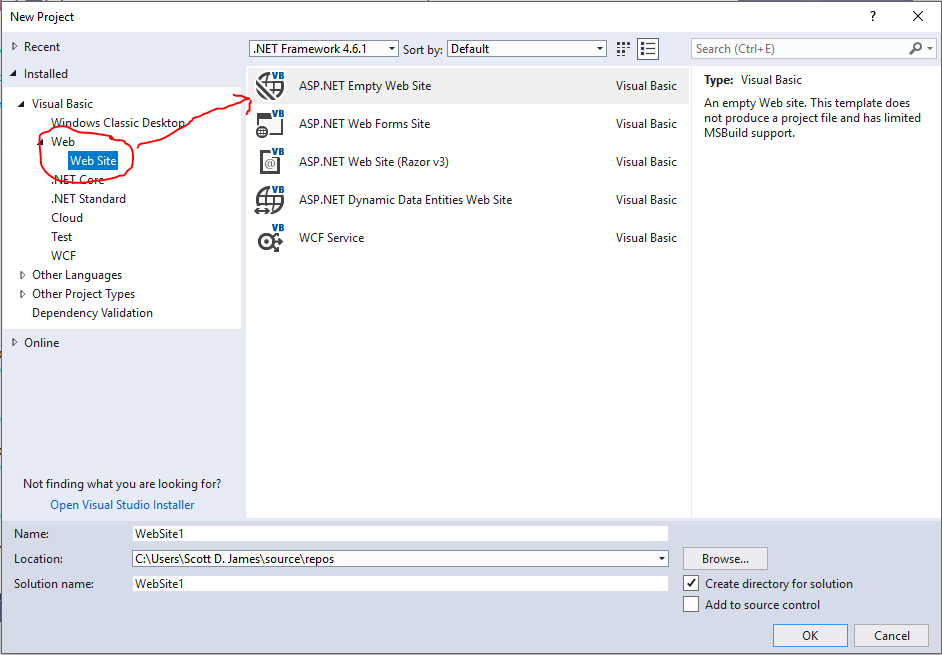 New Project
?
Recent
.NET Framework 4.6.1
Sort by:
Default
Search (Ctrl+E)
Installed
Visual Basic
Windows Classic Desktop
Web
Web Site
.NET Core
.NET Standard
Cloud
Test
WCF
Other Languages
Other Project Types
Dependency Validation
Online
Not finding what you are looking for?
Open Visual Studio Installer
VB
ASP.NET Empty Web Site
Visual Basic
VB
ASP.NET Web Forms Site
Visual Basic
VB
@
ASP.NET Web Site (Razor v3)
Visual Basic
VB
ASP.NET Dynamic Data Entities Web Site
Visual Basic
VB
WCF Service
Visual Basic
Type: Visual Basic
An empty Web site. This template does
not produce a project file and has limited
MSBuild support.
Name:
WebSite1
Location:
C:\Users\Scott D. James\source\repos
Browse...
Solution name:
WebSite1
Create directory for solution
Add to source control
OK
Cancel